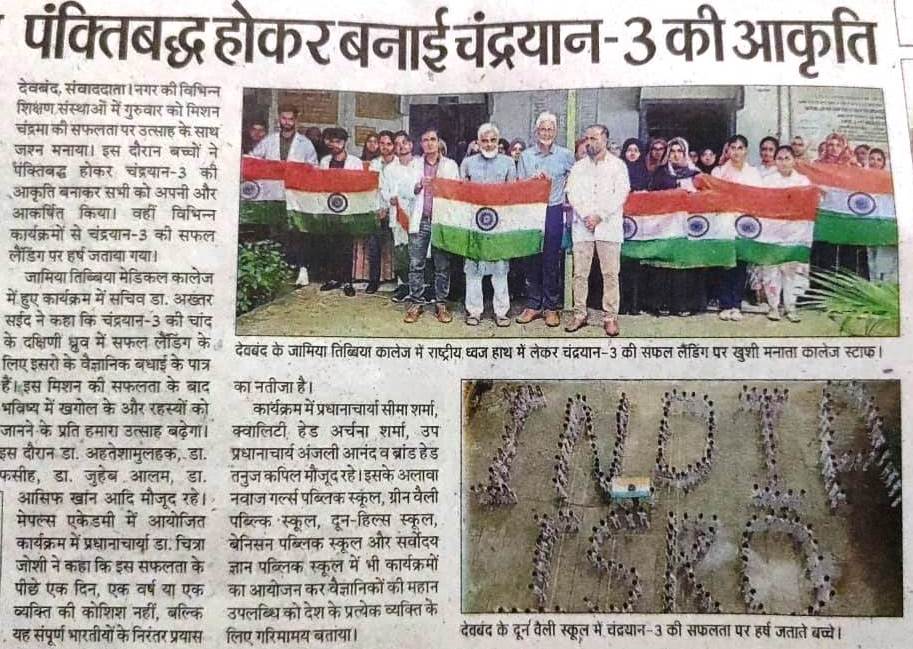 पंक्तिबद्ध होकर बनाई चंद्रयान-3 की आकृति
देवबंद, संवाददाता। नगर की विभिन्न
शिक्षण संस्थाओं में गुरुवार को मिशन
चंद्रमा की सफलता पर उत्साह के साथ
जश्न मनाया। इस दौरान बच्चों ने
पंक्तिबद्ध होकर चंद्रयान-3 की
आकृति बनाकर सभी को अपनी और
आकर्षित किया। वहीं विभिन्न
कार्यक्रमों से चंद्रयान-3 की सफल
लैंडिंग पर हर्ष जताया गया।
जामिया तिब्बिया मेडिकल कालेज
में हुए कार्यक्रम में सचिव डा. अख्तर
सईद ने कहा कि चंद्रयान-3 की चांद
के दक्षिणी ध्रुव में सफल लैंडिंग के
लिए इसरो के वैज्ञानिक बधाई के पात्र
हैं। इस मिशन की सफलता के बाद
भविष्य में खगोल के और रहस्यों को
जानने के प्रति हमारा उत्साह बढ़ेगा।
इस दौरान डा. अहतेशामुलहक, डा.
फसीह, डा. जुहेब आलम, डा.
आसिफ खांन आदि मौजूद रहे।
मेपल्स एकेडमी में आयोजित
कार्यक्रम में प्रधानाचार्या डा. चित्रा
जोशी ने कहा कि इस सफलता के
पीछे एक दिन, एक वर्ष या एक
व्यक्ति की कोशिश नहीं, बल्कि
यह संपूर्ण भारतीयों के निरंतर प्रयास
का नतीजा है।
कार्यक्रम में प्रधानाचार्या सीमा शर्मा,
क्वालिटी हेड अर्चना शर्मा, उप
प्रधानाचार्य अंजली आनंद व ब्रांड हेड
तनुज कपिल मौजूद रहे। इसके अलावा
नवाज गर्ल्स पब्लिक स्कूल, ग्रीन वैली
पब्ल्कि स्कूल, दून-हिल्स स्कूल,
बेनिसन पब्लिक स्कूल और सर्वोदय
ज्ञान पब्लिक स्कूल में भी कार्यक्रमों
का आयोजन कर वैज्ञानिकों की महान
उपलब्धि को देश के प्रत्येक व्यक्ति के
लिए गरिमामय बताया।
देवबंद के जामिया तिब्बिया कालेज में राष्ट्रीय ध्वज हाथ में लेकर चंद्रयान-3 की सफल लैंडिंग पर खुशी मनाता कालेज स्टाफ।
INDIA
ISRO
देवबंद के दून वैली स्कूल में चंद्रयान-3 की सफलता पर हर्ष जताते बच्चे।